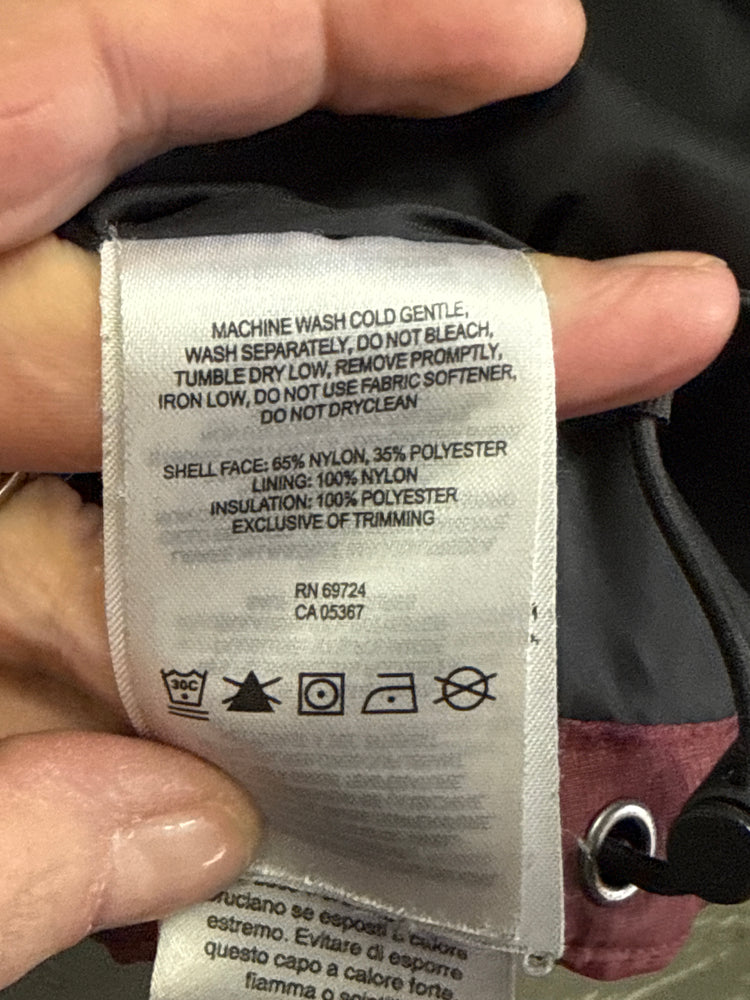 MACHINE WASH COLD GENTLE,
WASH SEPARATELY, DO NOT BLEACH,
TUMBLE DRY LOW, REMOVE PROMPTLY,
IRON LOW, DO NOT USE FABRIC SOFTENER,
DO NOT DRYCLEAN
SHELL FACE: 65% NYLON, 35% POLYESTER
LINING: 100% NYLON
INSULATION: 100% POLYESTER
EXCLUSIVE OF TRIMMING
RN 69724
CA 05367
30C
se esposti a calore
estremo. Evitare di esporre
questo capo a calore forte,
fiamma o